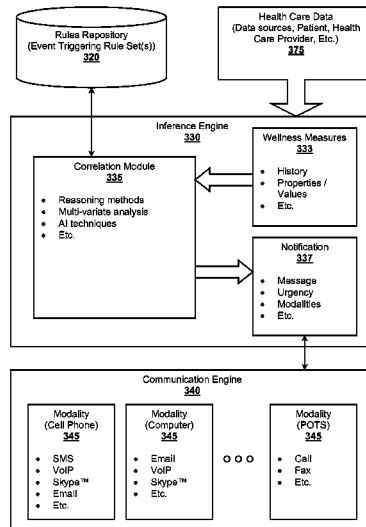 Rules Repository
(Event Triggering Rule Set(s))
320
Health Care Data
(Data sources, Patient, Health
Care Provider, Etc.)
375
Inference Engine
330
Correlation Module
335
• Reasoning methods
• Multi-variate analysis
• AI techniques
• Etc.
Wellness Measures
333
• History
• Properties /
Values
• Etc.
Notification
337
• Message
• Urgency
• Modalities
• Etc.
Communication Engine
340
Modality
(Cell Phone)
345
• SMS
• VoIP
• Skype™
• Email
• Etc.
Modality
(Computer)
345
• Email
• VoIP
• Skype™
• Etc.
Modality
(POTS)
345
• Call
• Fax
• Etc.